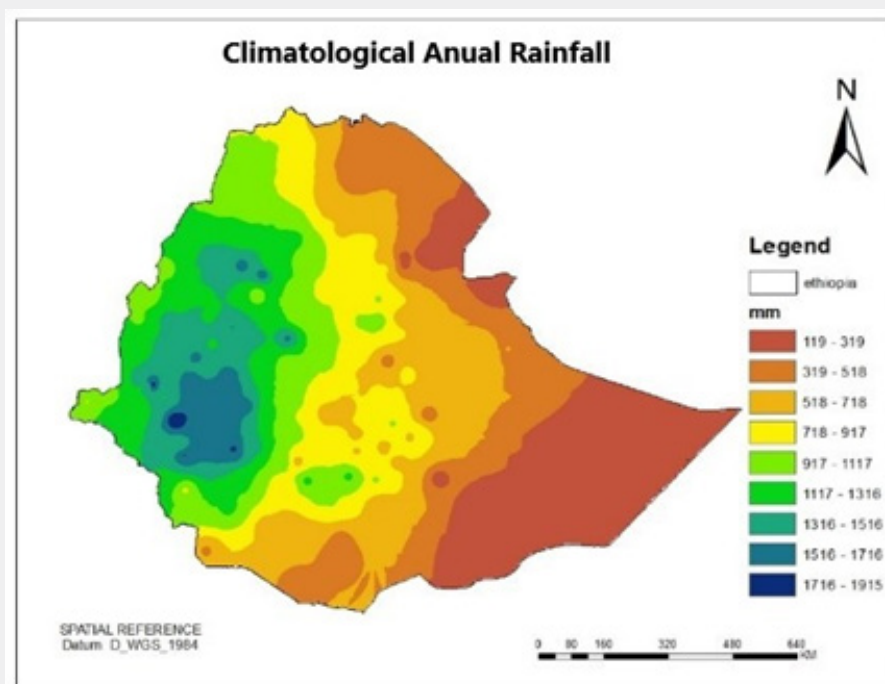 Climatological Anual Rainfall
N
Legend
ethiopia
mm
119 - 319
319 - 518
518 - 718
718 - 917
917 - 1117
1117 - 1316
1316 - 1516
1516 - 1716
1716 - 1915
SPATIAL REFERENCE
Datum D_WGS_1984
0 80 160 320 480 640
KM